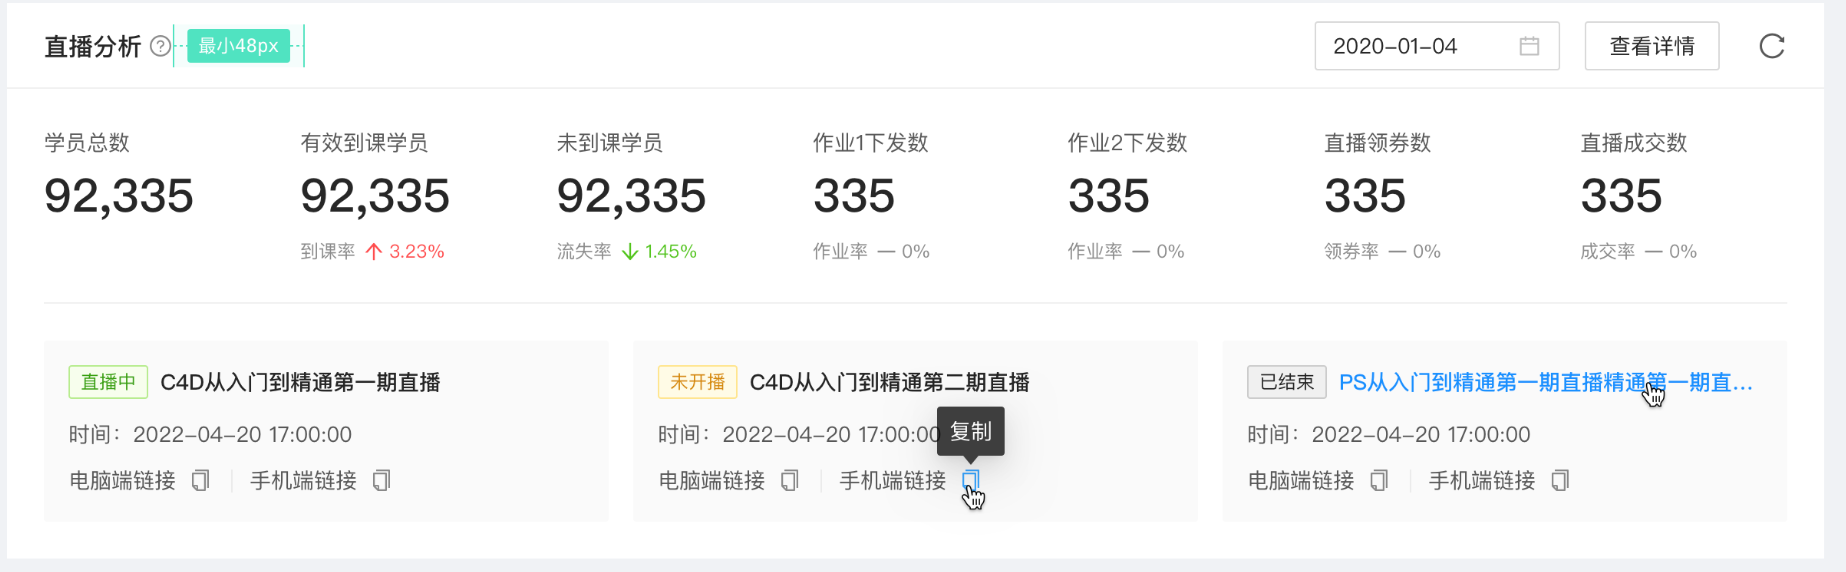 直播分析 ? 最小48px 2020-01-04 查看详情
学员总数 有效到课学员 未到课学员 作业1下发数 作业2下发数 直播领券数 直播成交数
92,335 92,335 92,335 335 335 335 335
到课率 3.23% 流失率 1.45% 作业率 — 0% 作业率 — 0% 领券率 — 0% 成交率 — 0%
直播中 C4D从入门到精通第一期直播
时间：2022-04-20 17:00:00
电脑端链接 手机端链接
未开播 C4D从入门到精通第二期直播
时间：2022-04-20 17:00:00
复制
电脑端链接 手机端链接
已结束 PS从入门到精通第一期直播精通第一期直...
时间：2022-04-20 17:00:00
电脑端链接 手机端链接